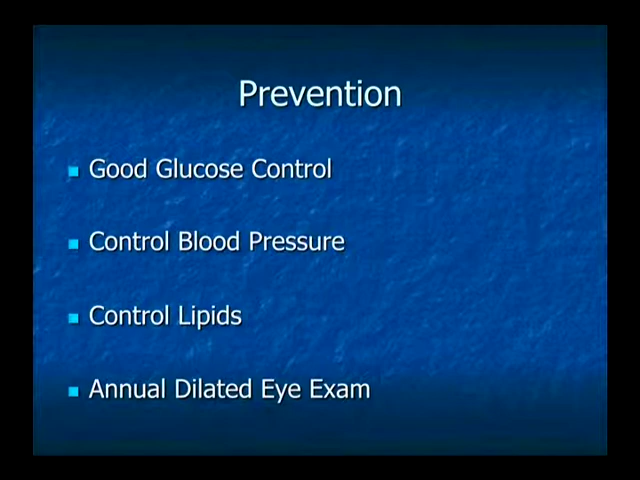 Prevention
Good Glucose Control
Control Blood Pressure
Control Lipids
Annual Dilated Eye Exam